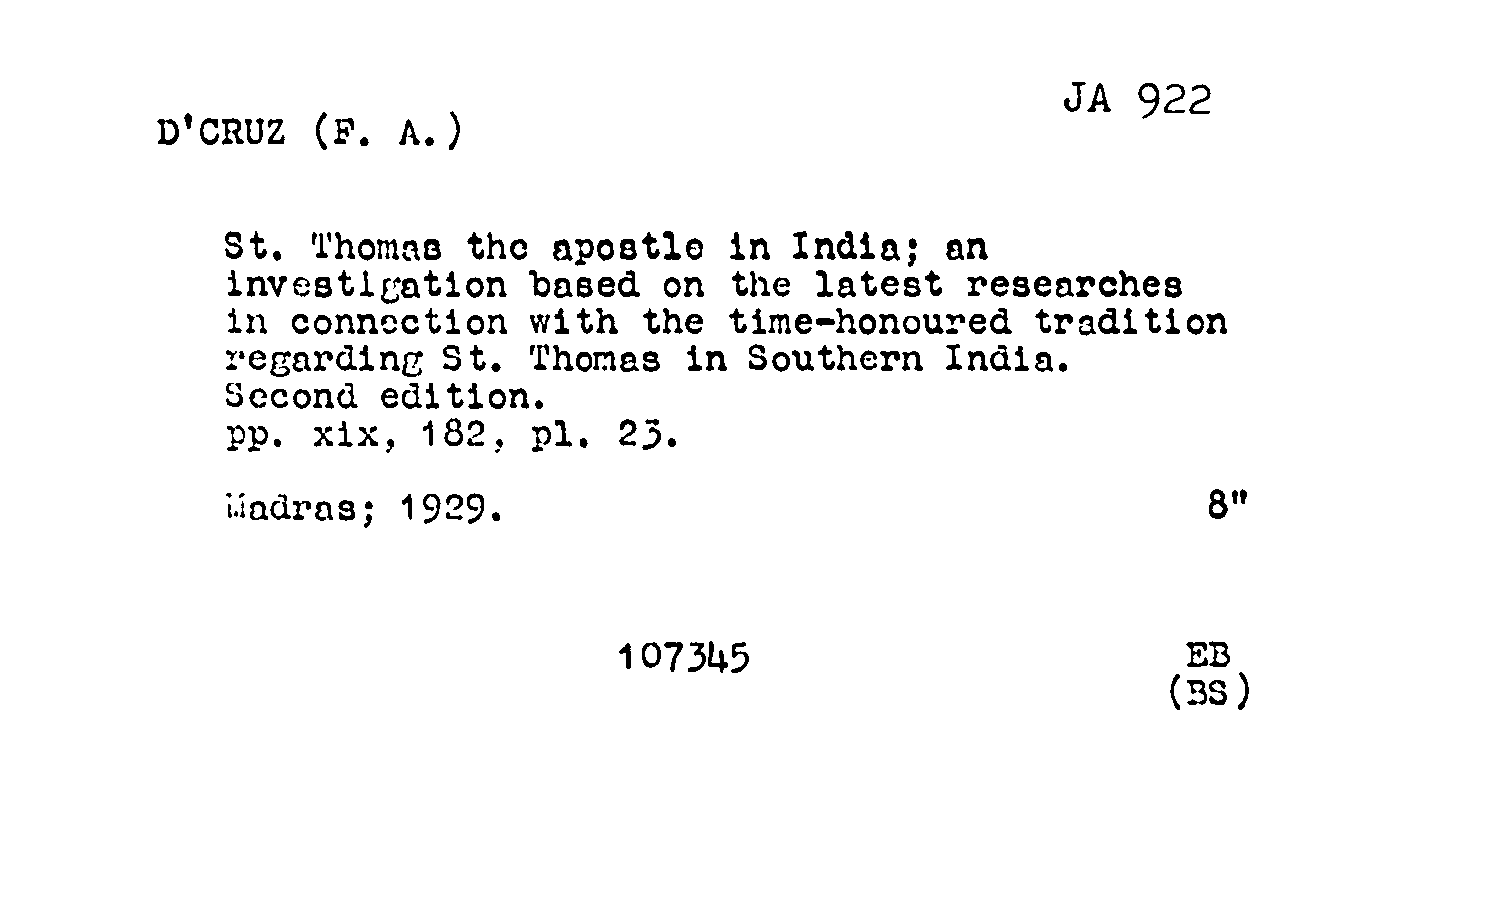 JA 922
D'CRUZ (F. A.)
St. Thomas the apostle in India; an
investigation based on the latest researches
in connection with the time-honoured tradition
regarding St. Thomas in Southern India.
Second edition.
pp. xix, 182, pl. 23.
Madras; 1929. 8"
107345 EB
(BS)